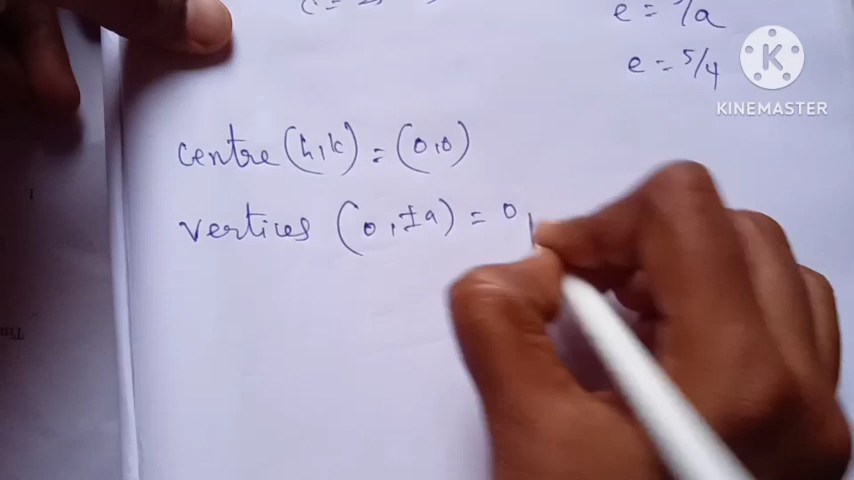 e = c/a
e = 5/4
K
KINEMASTER
centre (h, k) = (0, 0)
vertices (0, ±a) = 0,